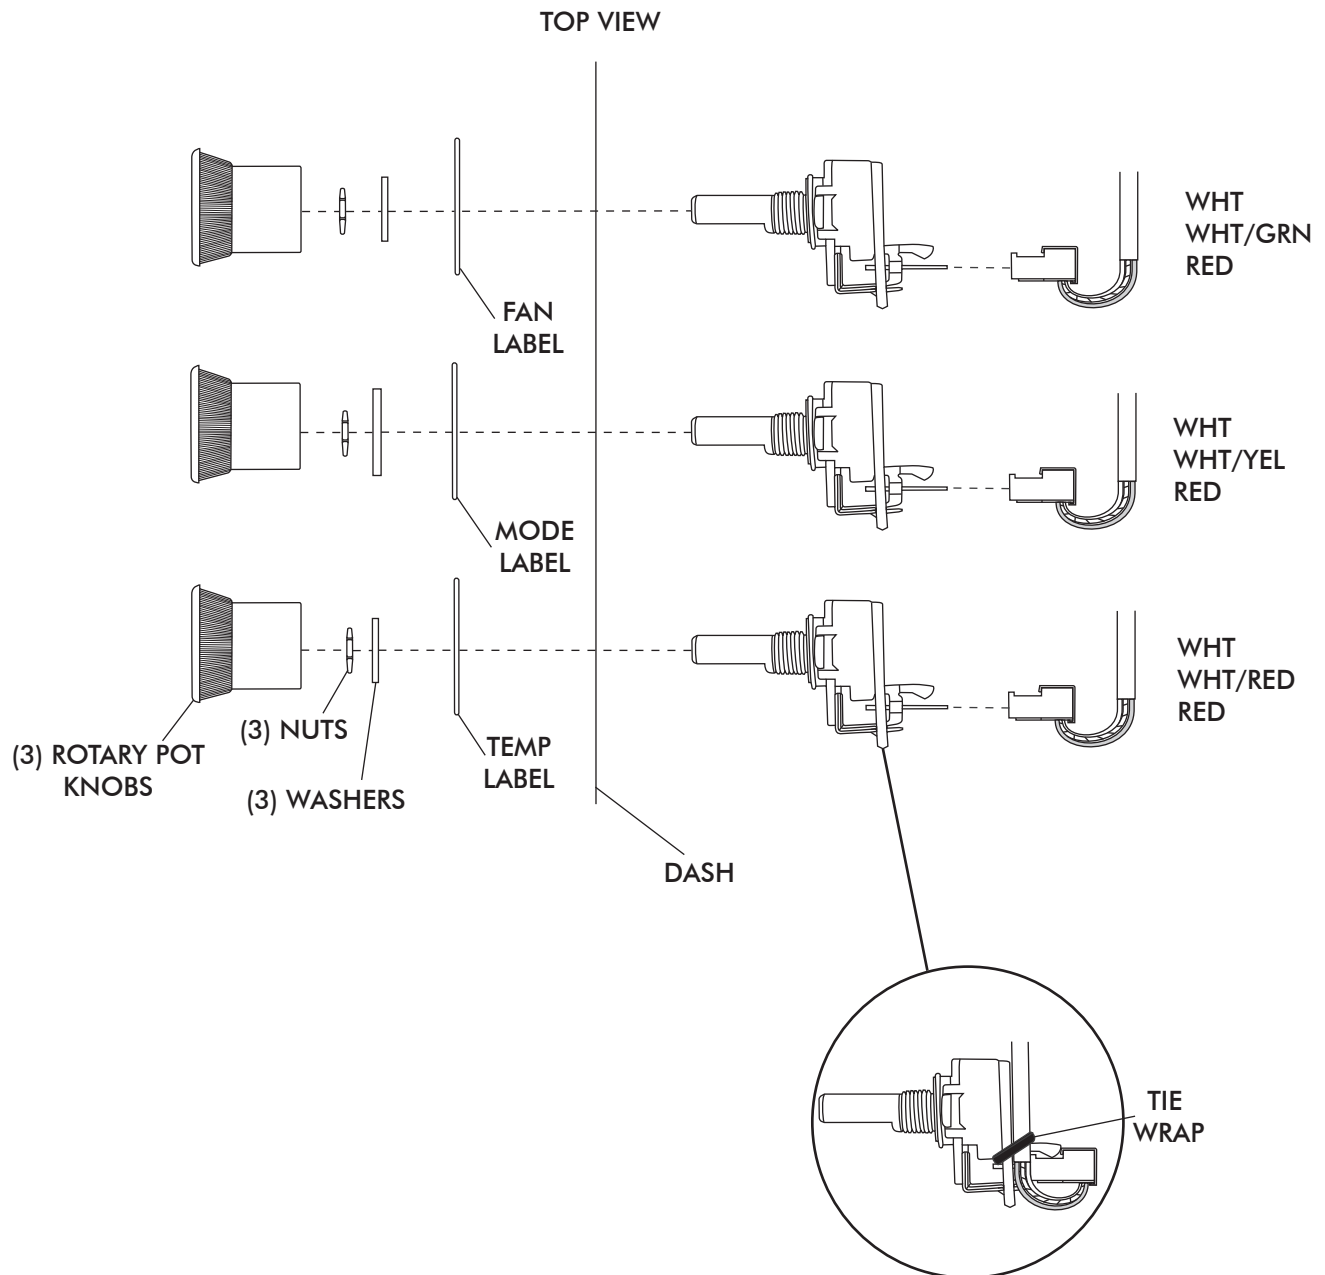 TOP VIEW
WHT
WHT/GRN
RED
FAN
LABEL
WHT
WHT/YEL
RED
MODE
LABEL
WHT
WHT/RED
RED
(3) NUTS
(3) ROTARY POT
KNOBS
TEMP
LABEL
(3) WASHERS
DASH
TIE
WRAP